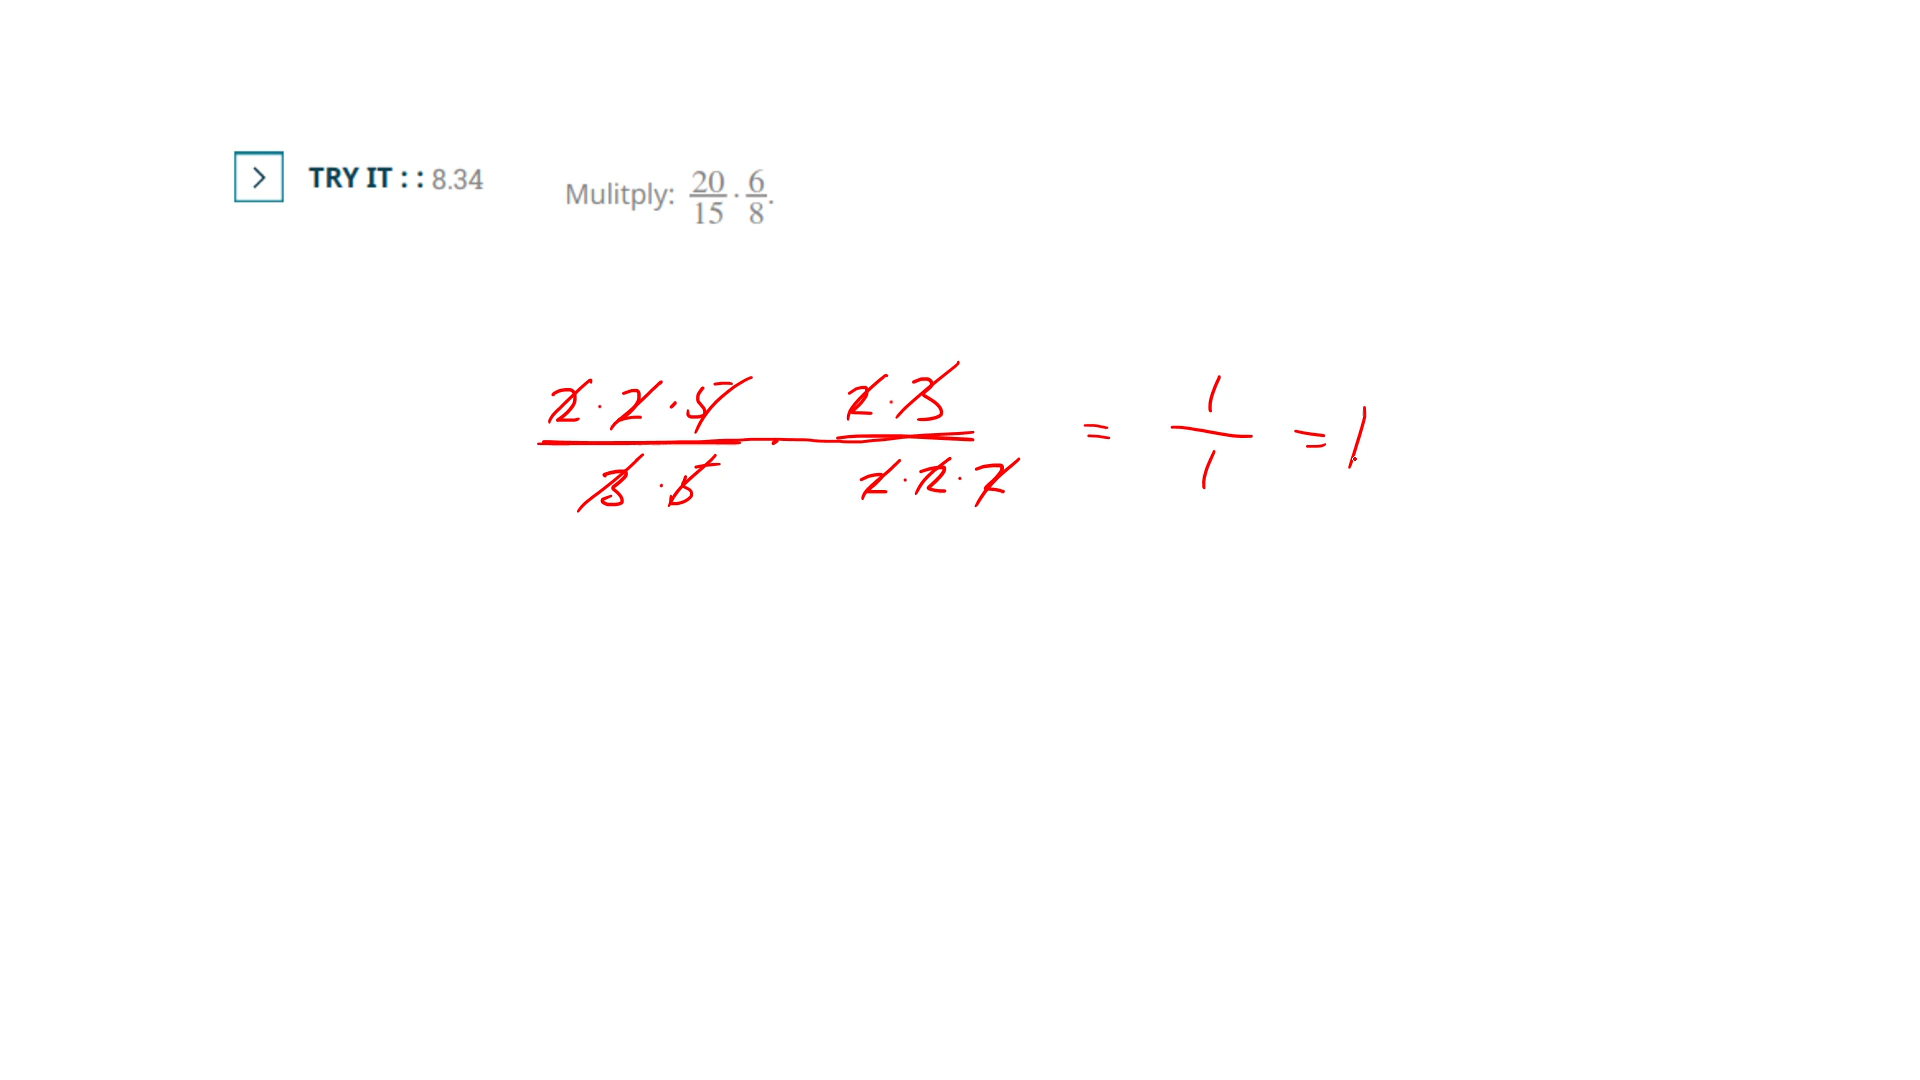 TRY IT : : 8.34 Mulitply: 20/15 · 6/8.
2 · 2 · 5 / 3 · 5 · 2 · 3 / 2 · 2 · 2 = 1/1 = 1